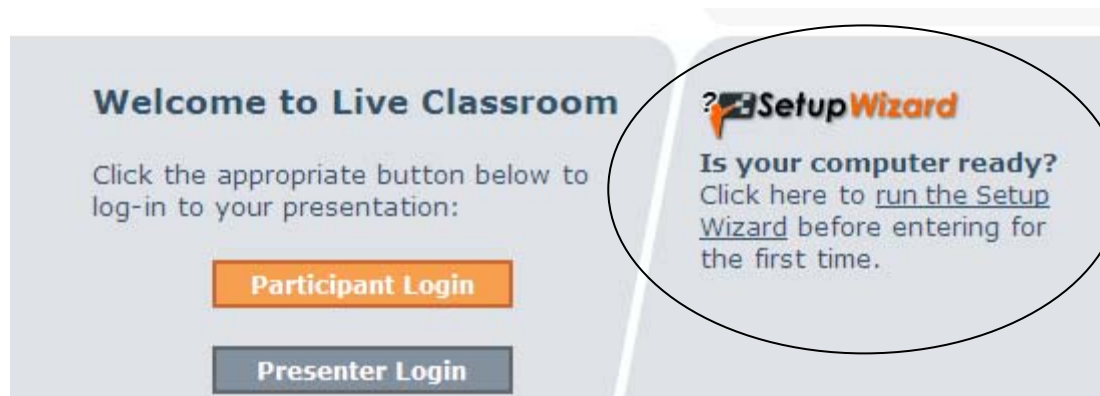 Welcome to Live Classroom
Click the appropriate button below to
log-in to your presentation:
Participant Login
Presenter Login
?SetupWizard
Is your computer ready?
Click here to run the Setup
Wizard before entering for
the first time.